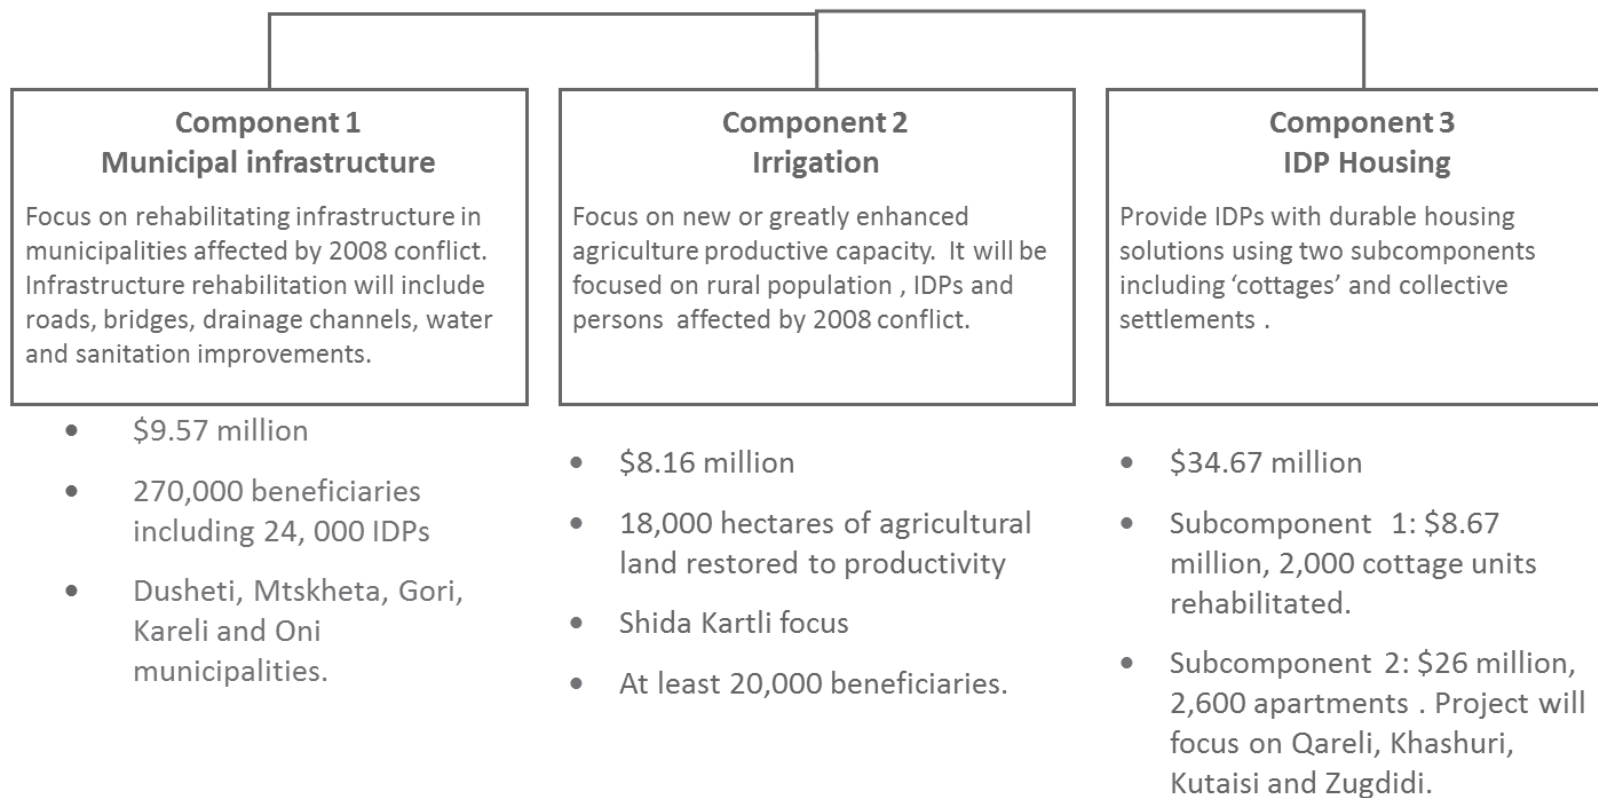 Component 1
Municipal infrastructure
Focus on rehabilitating infrastructure in
municipalities affected by 2008 conflict.
Infrastructure rehabilitation will include
roads, bridges, drainage channels, water
and sanitation improvements.
• $9.57 million
• 270,000 beneficiaries
including 24, 000 IDPs
• Dusheti, Mtskheta, Gori,
Kareli and Oni
municipalities.
Component 2
Irrigation
Focus on new or greatly enhanced
agriculture productive capacity.  It will be
focused on rural population , IDPs and
persons  affected by 2008 conflict.
• $8.16 million
• 18,000 hectares of agricultural
land restored to productivity
• Shida Kartli focus
• At least 20,000 beneficiaries.
Component 3
IDP Housing
Provide IDPs with durable housing
solutions using two subcomponents
including ‘cottages’ and collective
settlements .
• $34.67 million
• Subcomponent  1: $8.67
million, 2,000 cottage units
rehabilitated.
• Subcomponent  2: $26 million,
2,600 apartments . Project will
focus on Qareli, Khashuri,
Kutaisi and Zugdidi.